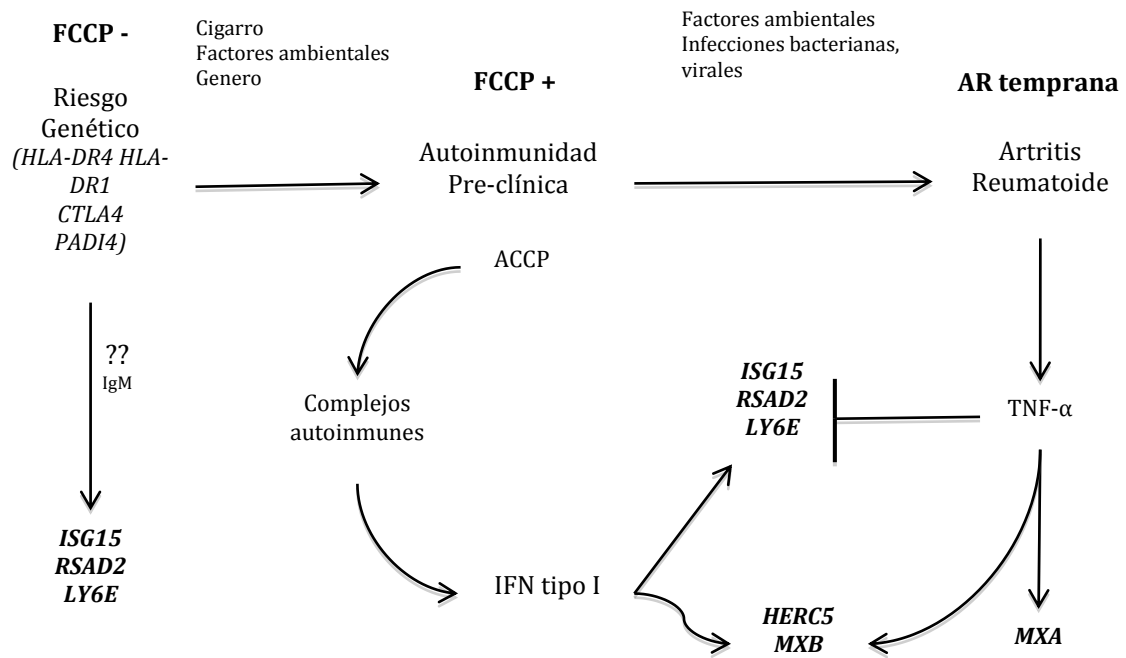 FCCP -
Riesgo
Genético
(HLA-DR4 HLA-
DR1
CTLA4
PADI4)
??
IgM
ISG15
RSAD2
LY6E
Cigarro
Factores ambientales
Genero
FCCP +
Autoinmunidad
Pre-clínica
ACCP
Complejos
autoinmunes
IFN tipo I
Factores ambientales
Infecciones bacterianas,
virales
AR temprana
Artritis
Reumatoide
TNF-α
ISG15
RSAD2
LY6E
HERC5
MXB
MXA